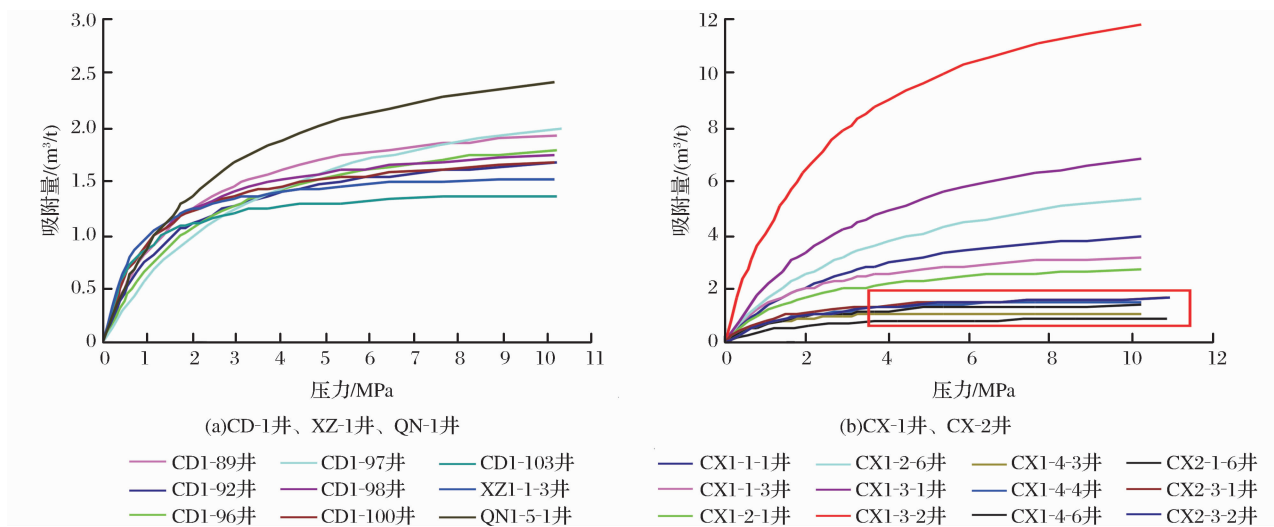 3.0
2.5
2.0
1.5
1.0
0.5
0
吸附量/(m³/t)
0 1 2 3 4 5 6 7 8 9 10 11
压力/MPa
(a)CD-1井、XZ-1井、QN-1井
CD1-89井 CD1-97井 CD1-103井
CD1-92井 CD1-98井 XZ1-1-3井
CD1-96井 CD1-100井 QN1-5-1井
12
10
8
6
4
2
0
吸附量/(m³/t)
0 2 4 6 8 10 12
压力/MPa
(b)CX-1井、CX-2井
CX1-1-1井 CX1-2-6井 CX1-4-3井 CX2-1-6井
CX1-1-3井 CX1-3-1井 CX1-4-4井 CX2-3-1井
CX1-2-1井 CX1-3-2井 CX1-4-6井 CX2-3-2井